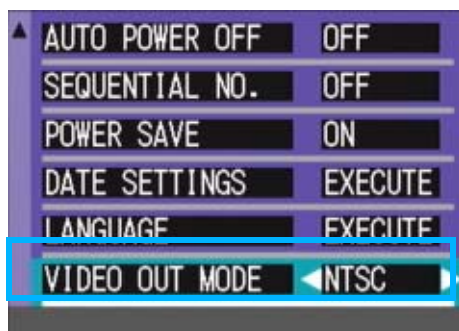 AUTO POWER OFF OFF
SEQUENTIAL NO. OFF
POWER SAVE ON
DATE SETTINGS EXECUTE
LANGUAGE EXECUTE
VIDEO OUT MODE NTSC